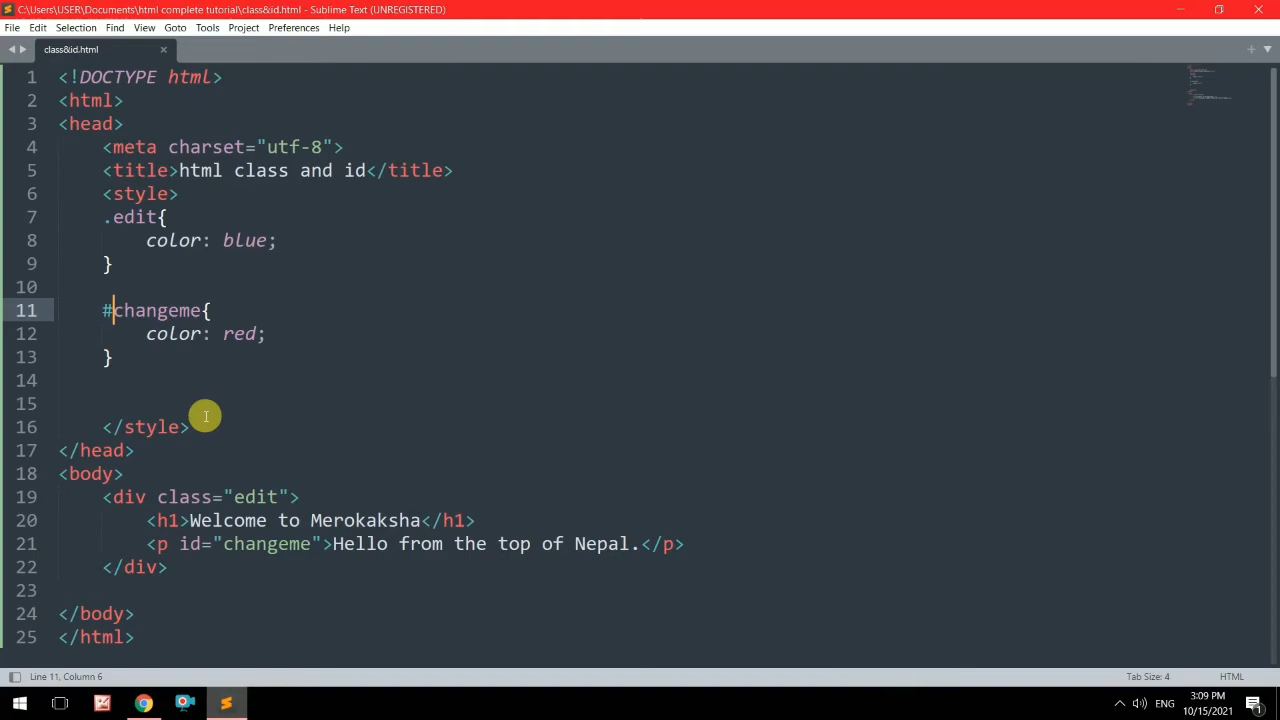 C:\Users\USER\Documents\html complete tutorial\class&id.html - Sublime Text (UNREGISTERED)
File Edit Selection Find View Goto Tools Project Preferences Help
class&id.html
1 <!DOCTYPE html>
2 <html>
3 <head>
4 <meta charset="utf-8">
5 <title>html class and id</title>
6 <style>
7 .edit{
8 color: blue;
9 }
10
11 #changeme{
12 color: red;
13 }
14
15
16 </style>
17 </head>
18 <body>
19 <div class="edit">
20 <h1>Welcome to Merokaksha</h1>
21 <p id="changeme">Hello from the top of Nepal.</p>
22 </div>
23
24 </body>
25 </html>
Line 11, Column 6 Tab Size: 4 HTML
ENG 3:09 PM
10/15/2021 1